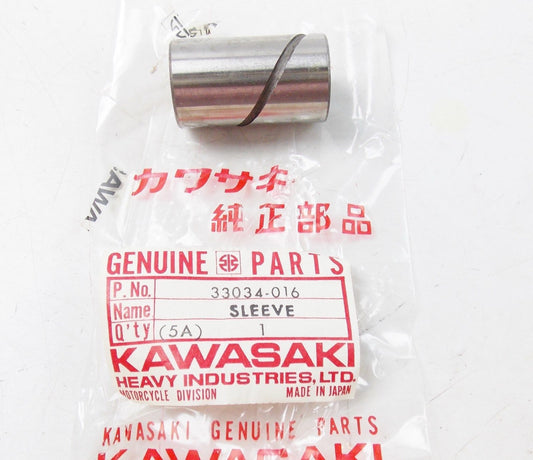 カワサキ
純正部品
GENUINE PARTS
P. No. 33034-016
Name SLEEVE
Q'ty (5A) 1
KAWASAKI
HEAVY INDUSTRIES, LTD.
MOTORCYCLE DIVISION MADE IN JAPAN
KAWASAKI GENUINE PARTS
KAWASAKI